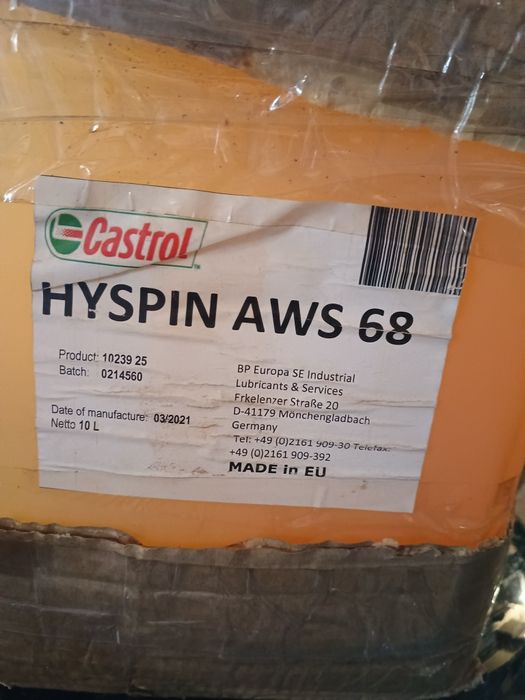 Castrol
HYSPIN AWS 68
Product: 10239 25
Batch: 0214560
Date of manufacture: 03/2021
Netto 10 L
BP Europa SE Industrial
Lubricants & Services
Erkelenzer Straße 20
D-41179 Mönchengladbach
Germany
Tel: +49 (0)2161 909-30 Telefax:
+49 (0)2161 909-392
MADE in EU